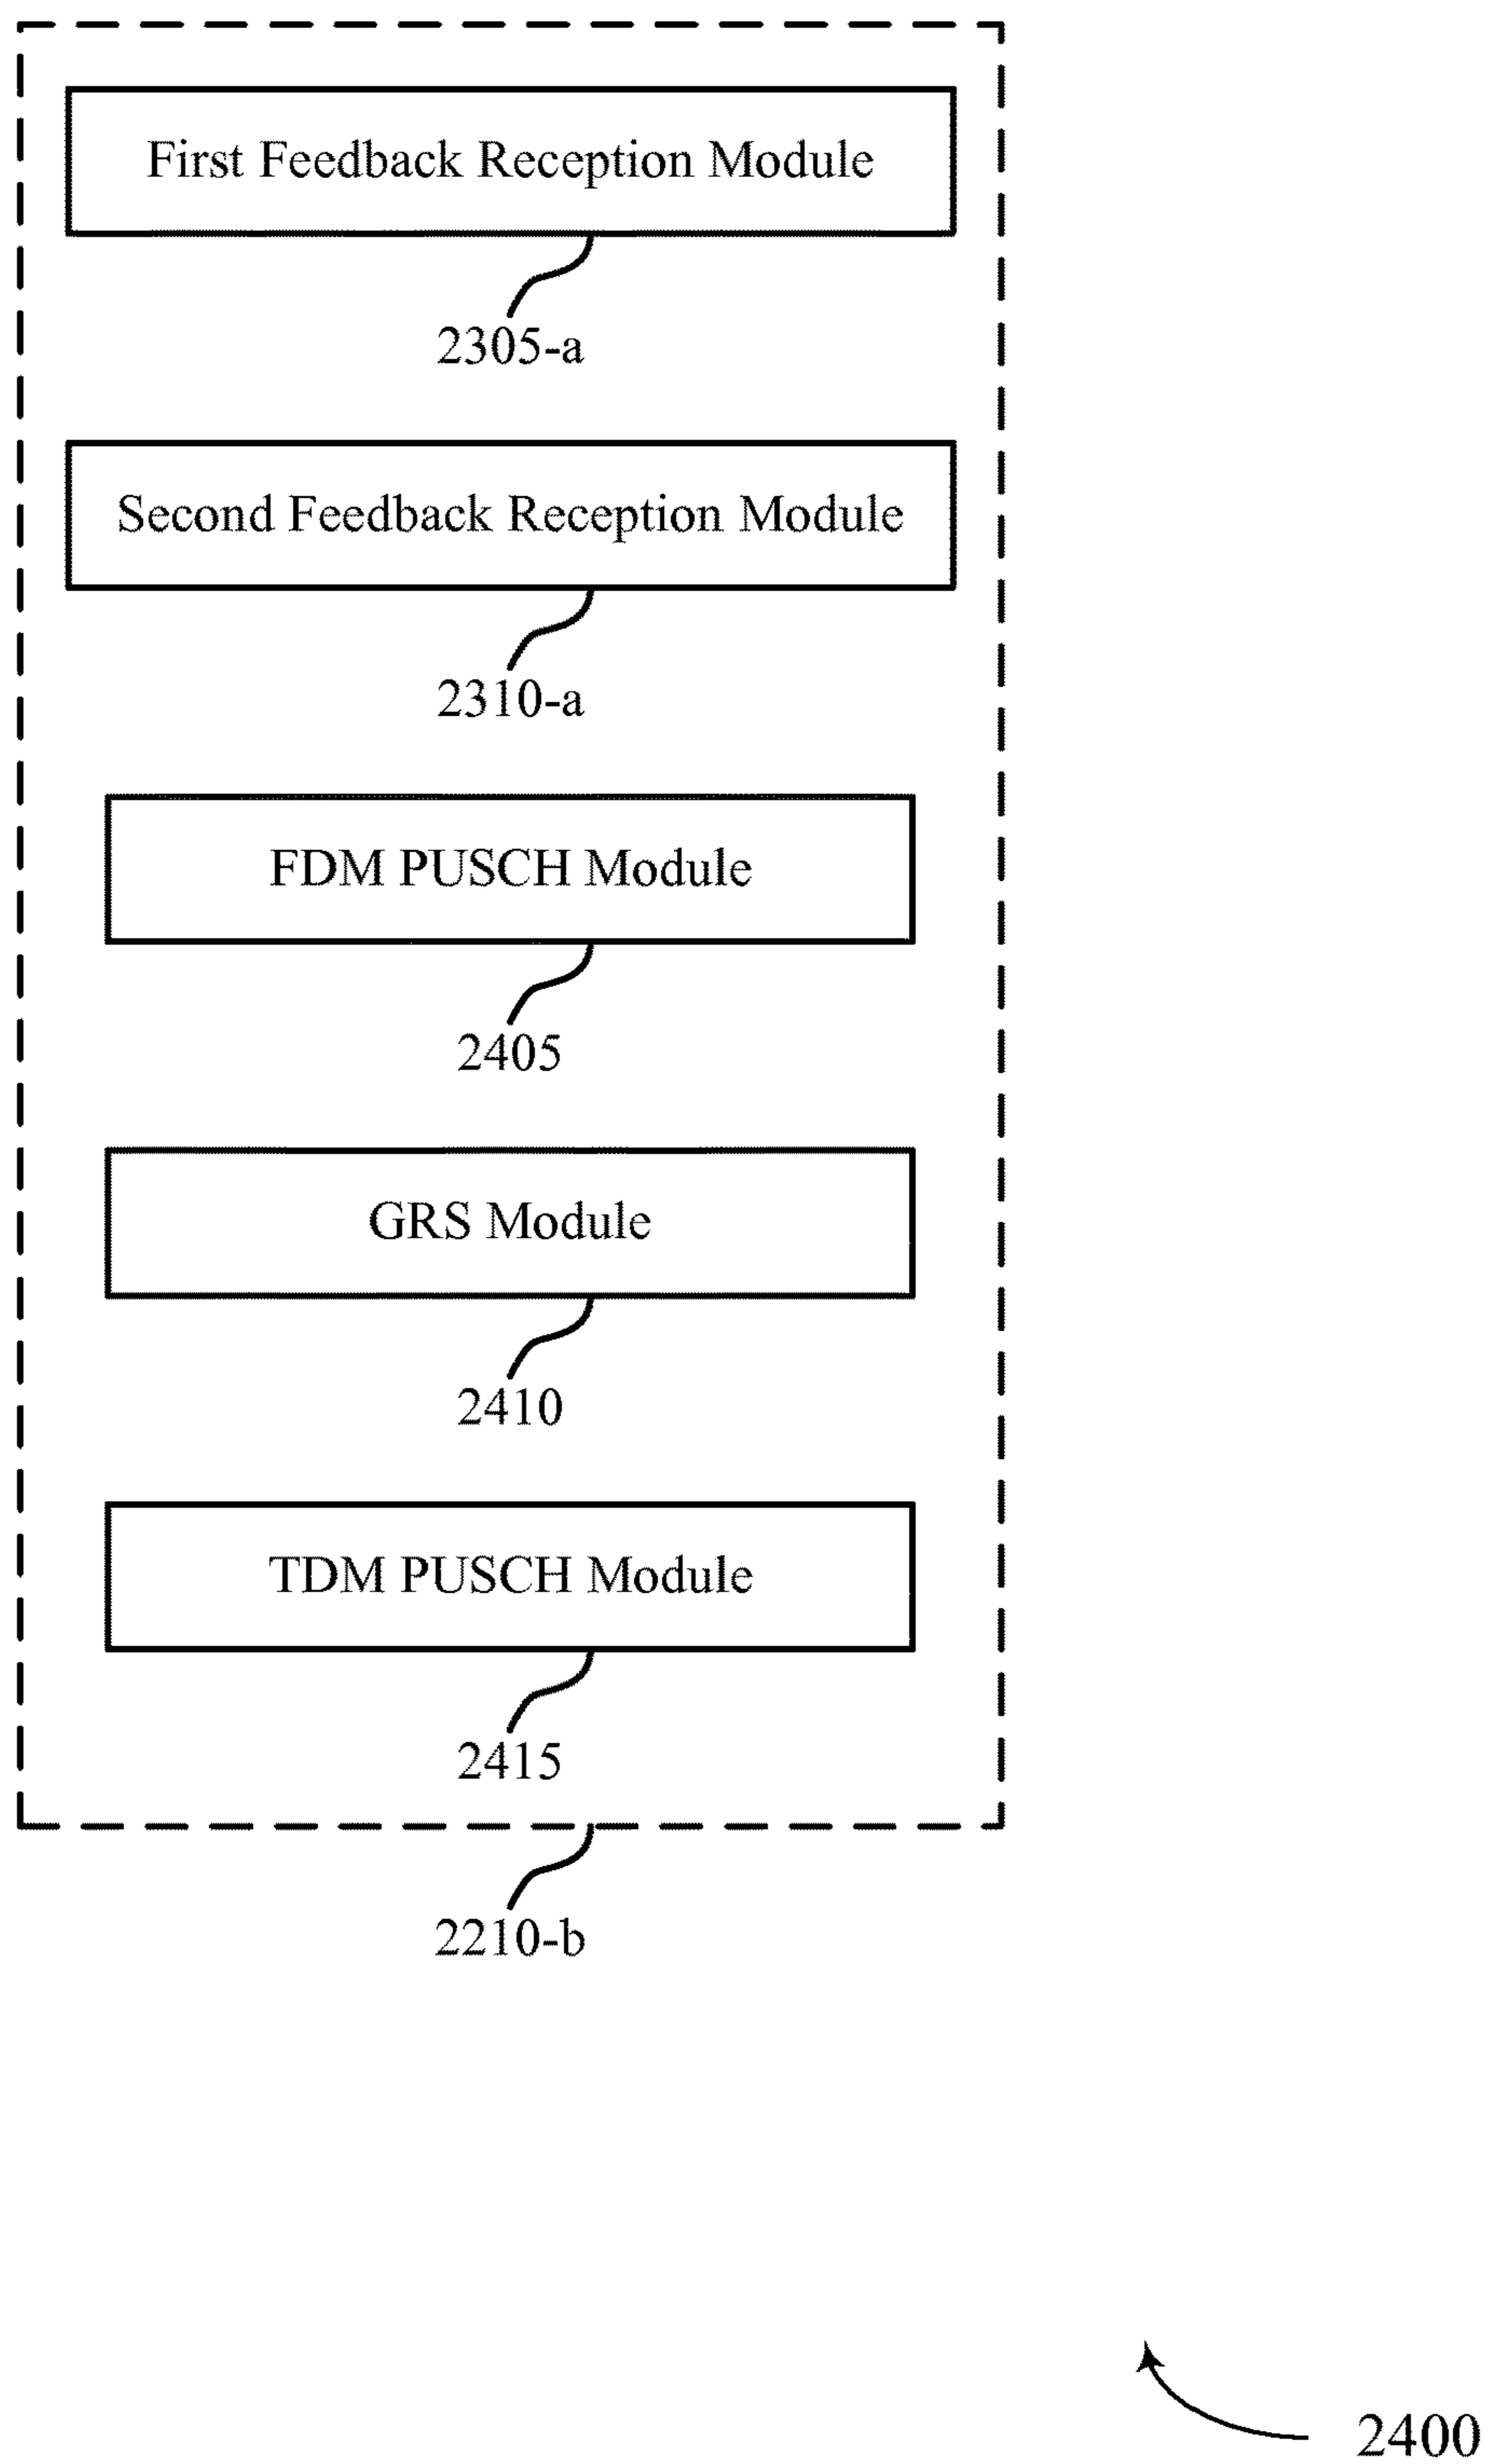 First Feedback Reception Module
2305-a
Second Feedback Reception Module
2310-a
FDM PUSCH Module
2405
GRS Module
2410
TDM PUSCH Module
2415
2210-b
2400